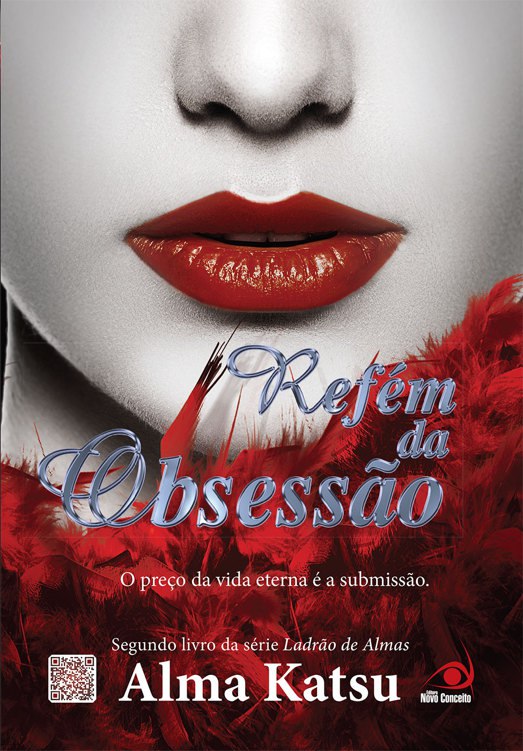 Refém
da
Obsessão
O preço da vida eterna é a submissão.
Segundo livro da série Ladrão de Almas
Alma Katsu
Editora
Novo Conceito